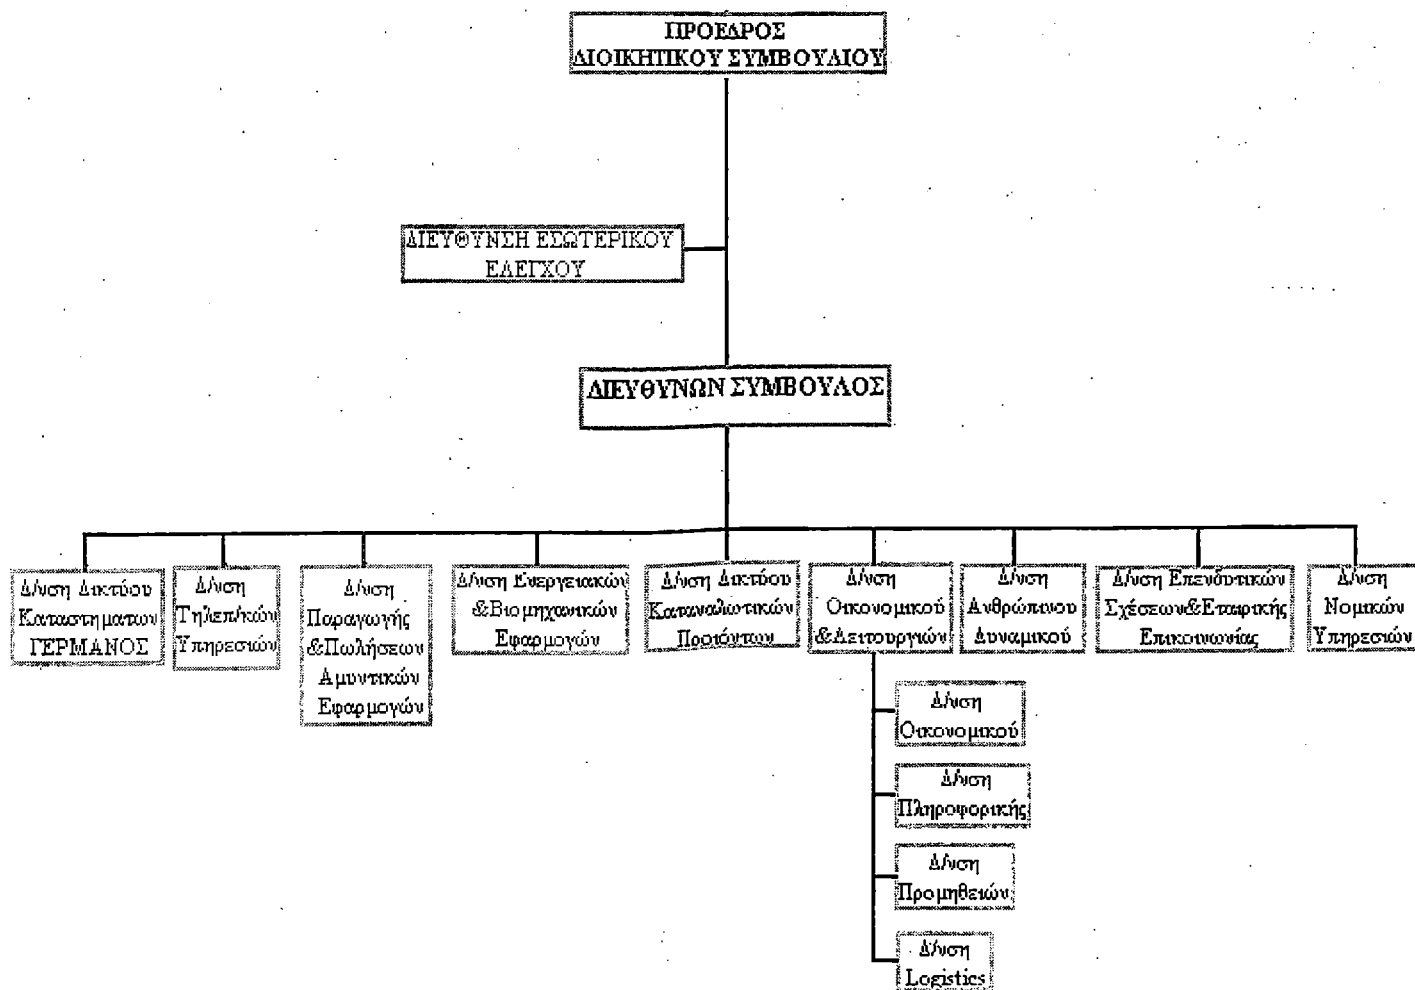 ΠΡΟΕΔΡΟΣ
ΔΙΟΙΚΗΤΙΚΟΥ ΣΥΜΒΟΥΛΙΟΥ
ΔΙΕΥΘΥΝΣΗ ΕΣΩΤΕΡΙΚΟΥ
ΕΛΕΓΧΟΥ
ΔΙΕΥΘΥΝΩΝ ΣΥΜΒΟΥΛΟΣ
Δ/νση Δικτύου
Καταστηματων
ΓΕΡΜΑΝΟΣ
Δ/νση
Τηλεπ/κών
Υπηρεσιών
Δ/νση
Παραγωγής
&Πωλήσεων
Αμυντικών
Εφαρμογών
Δ/νση Ενεργειακών
&Βιομηχανικών
Εφαρμογών
Δ/νση Δικτύου
Καταναλωτικών
Προϊόντων
Δ/νση
Οικονομικού
&Λειτουργιών
Δ/νση
Ανθρώπινου
Δυναμικού
Δ/νση Επενδυτικών
Σχέσεων&Εταιρικής
Επικοινωνίας
Δ/νση
Νομικών
Υπηρεσιών
Δ/νση
Οικονομικού
Δ/νση
Πληροφορικής
Δ/νση
Προμηθειών
Δ/νση
Logistics